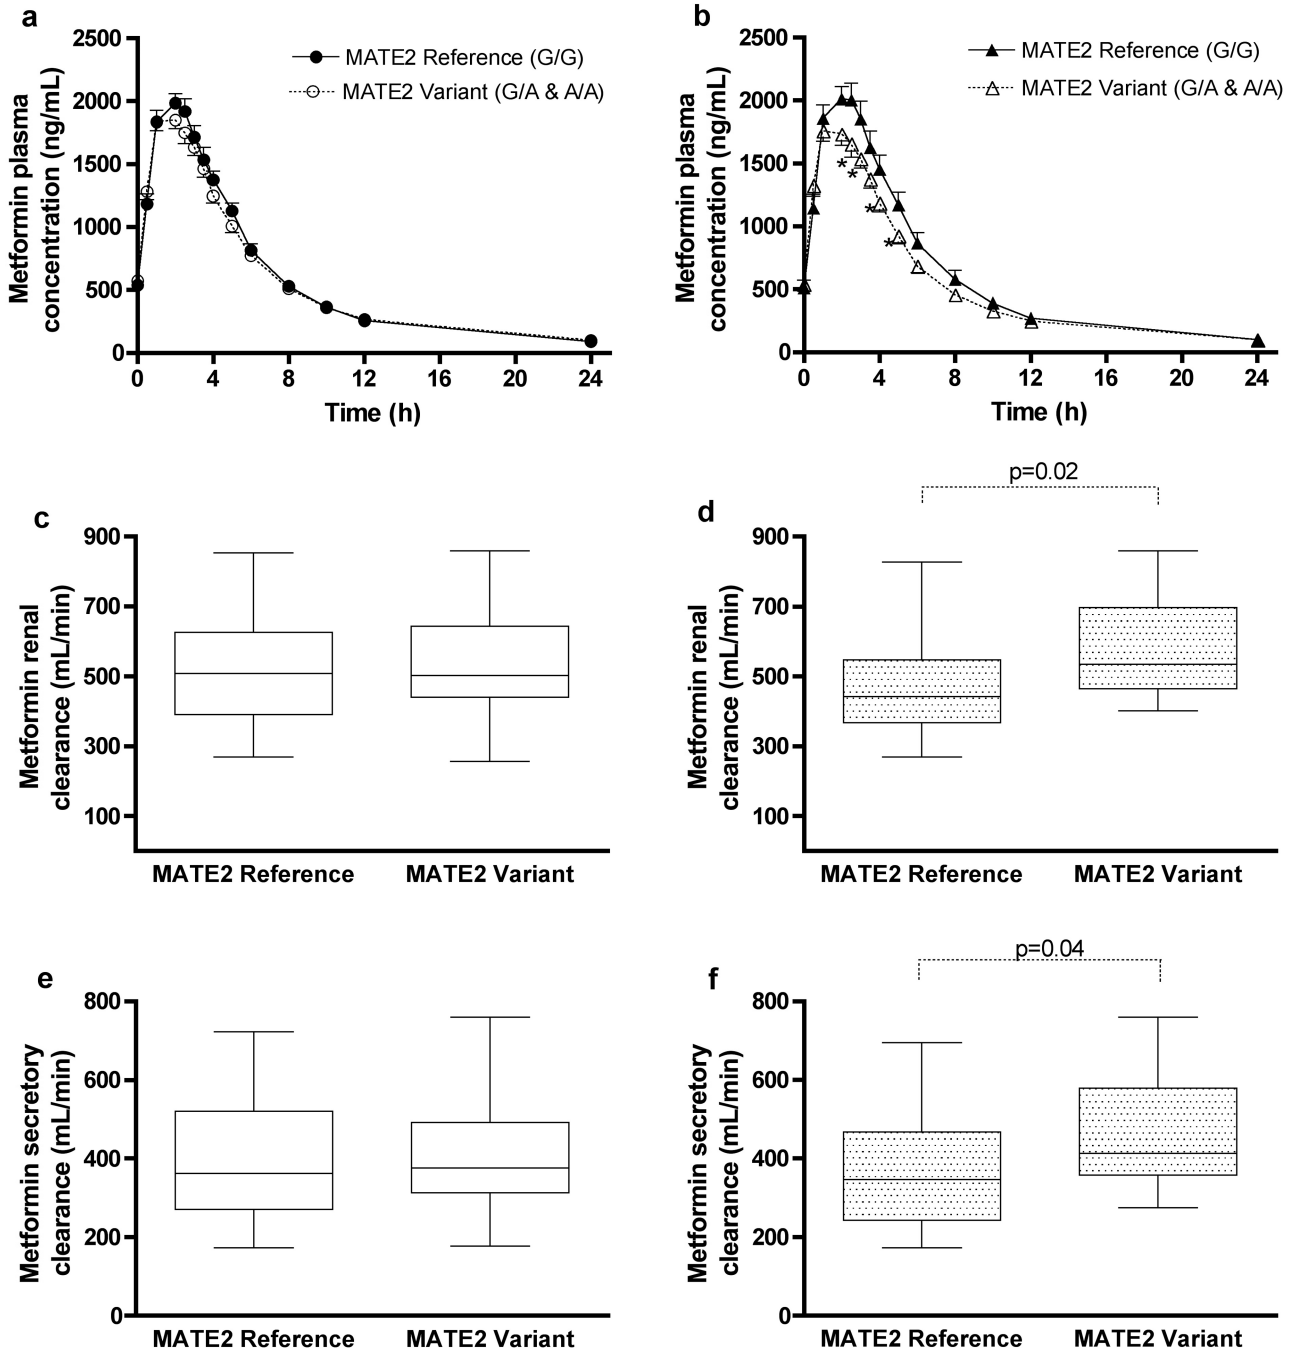 a
2500
2000
1500
1000
500
0
0 4 8 12 16 20 24
Metformin plasma
concentration (ng/mL)
Time (h)
MATE2 Reference (G/G)
MATE2 Variant (G/A & A/A)
b
2500
2000
1500
1000
500
0
0 4 8 12 16 20 24
Metformin plasma
concentration (ng/mL)
Time (h)
MATE2 Reference (G/G)
MATE2 Variant (G/A & A/A)
*
*
*
*
c
900
700
500
300
100
Metformin renal
clearance (mL/min)
MATE2 Reference MATE2 Variant
d
p=0.02
900
700
500
300
100
Metformin renal
clearance (mL/min)
MATE2 Reference MATE2 Variant
e
800
600
400
200
0
Metformin secretory
clearance (mL/min)
MATE2 Reference MATE2 Variant
f
p=0.04
800
600
400
200
0
Metformin secretory
clearance (mL/min)
MATE2 Reference MATE2 Variant